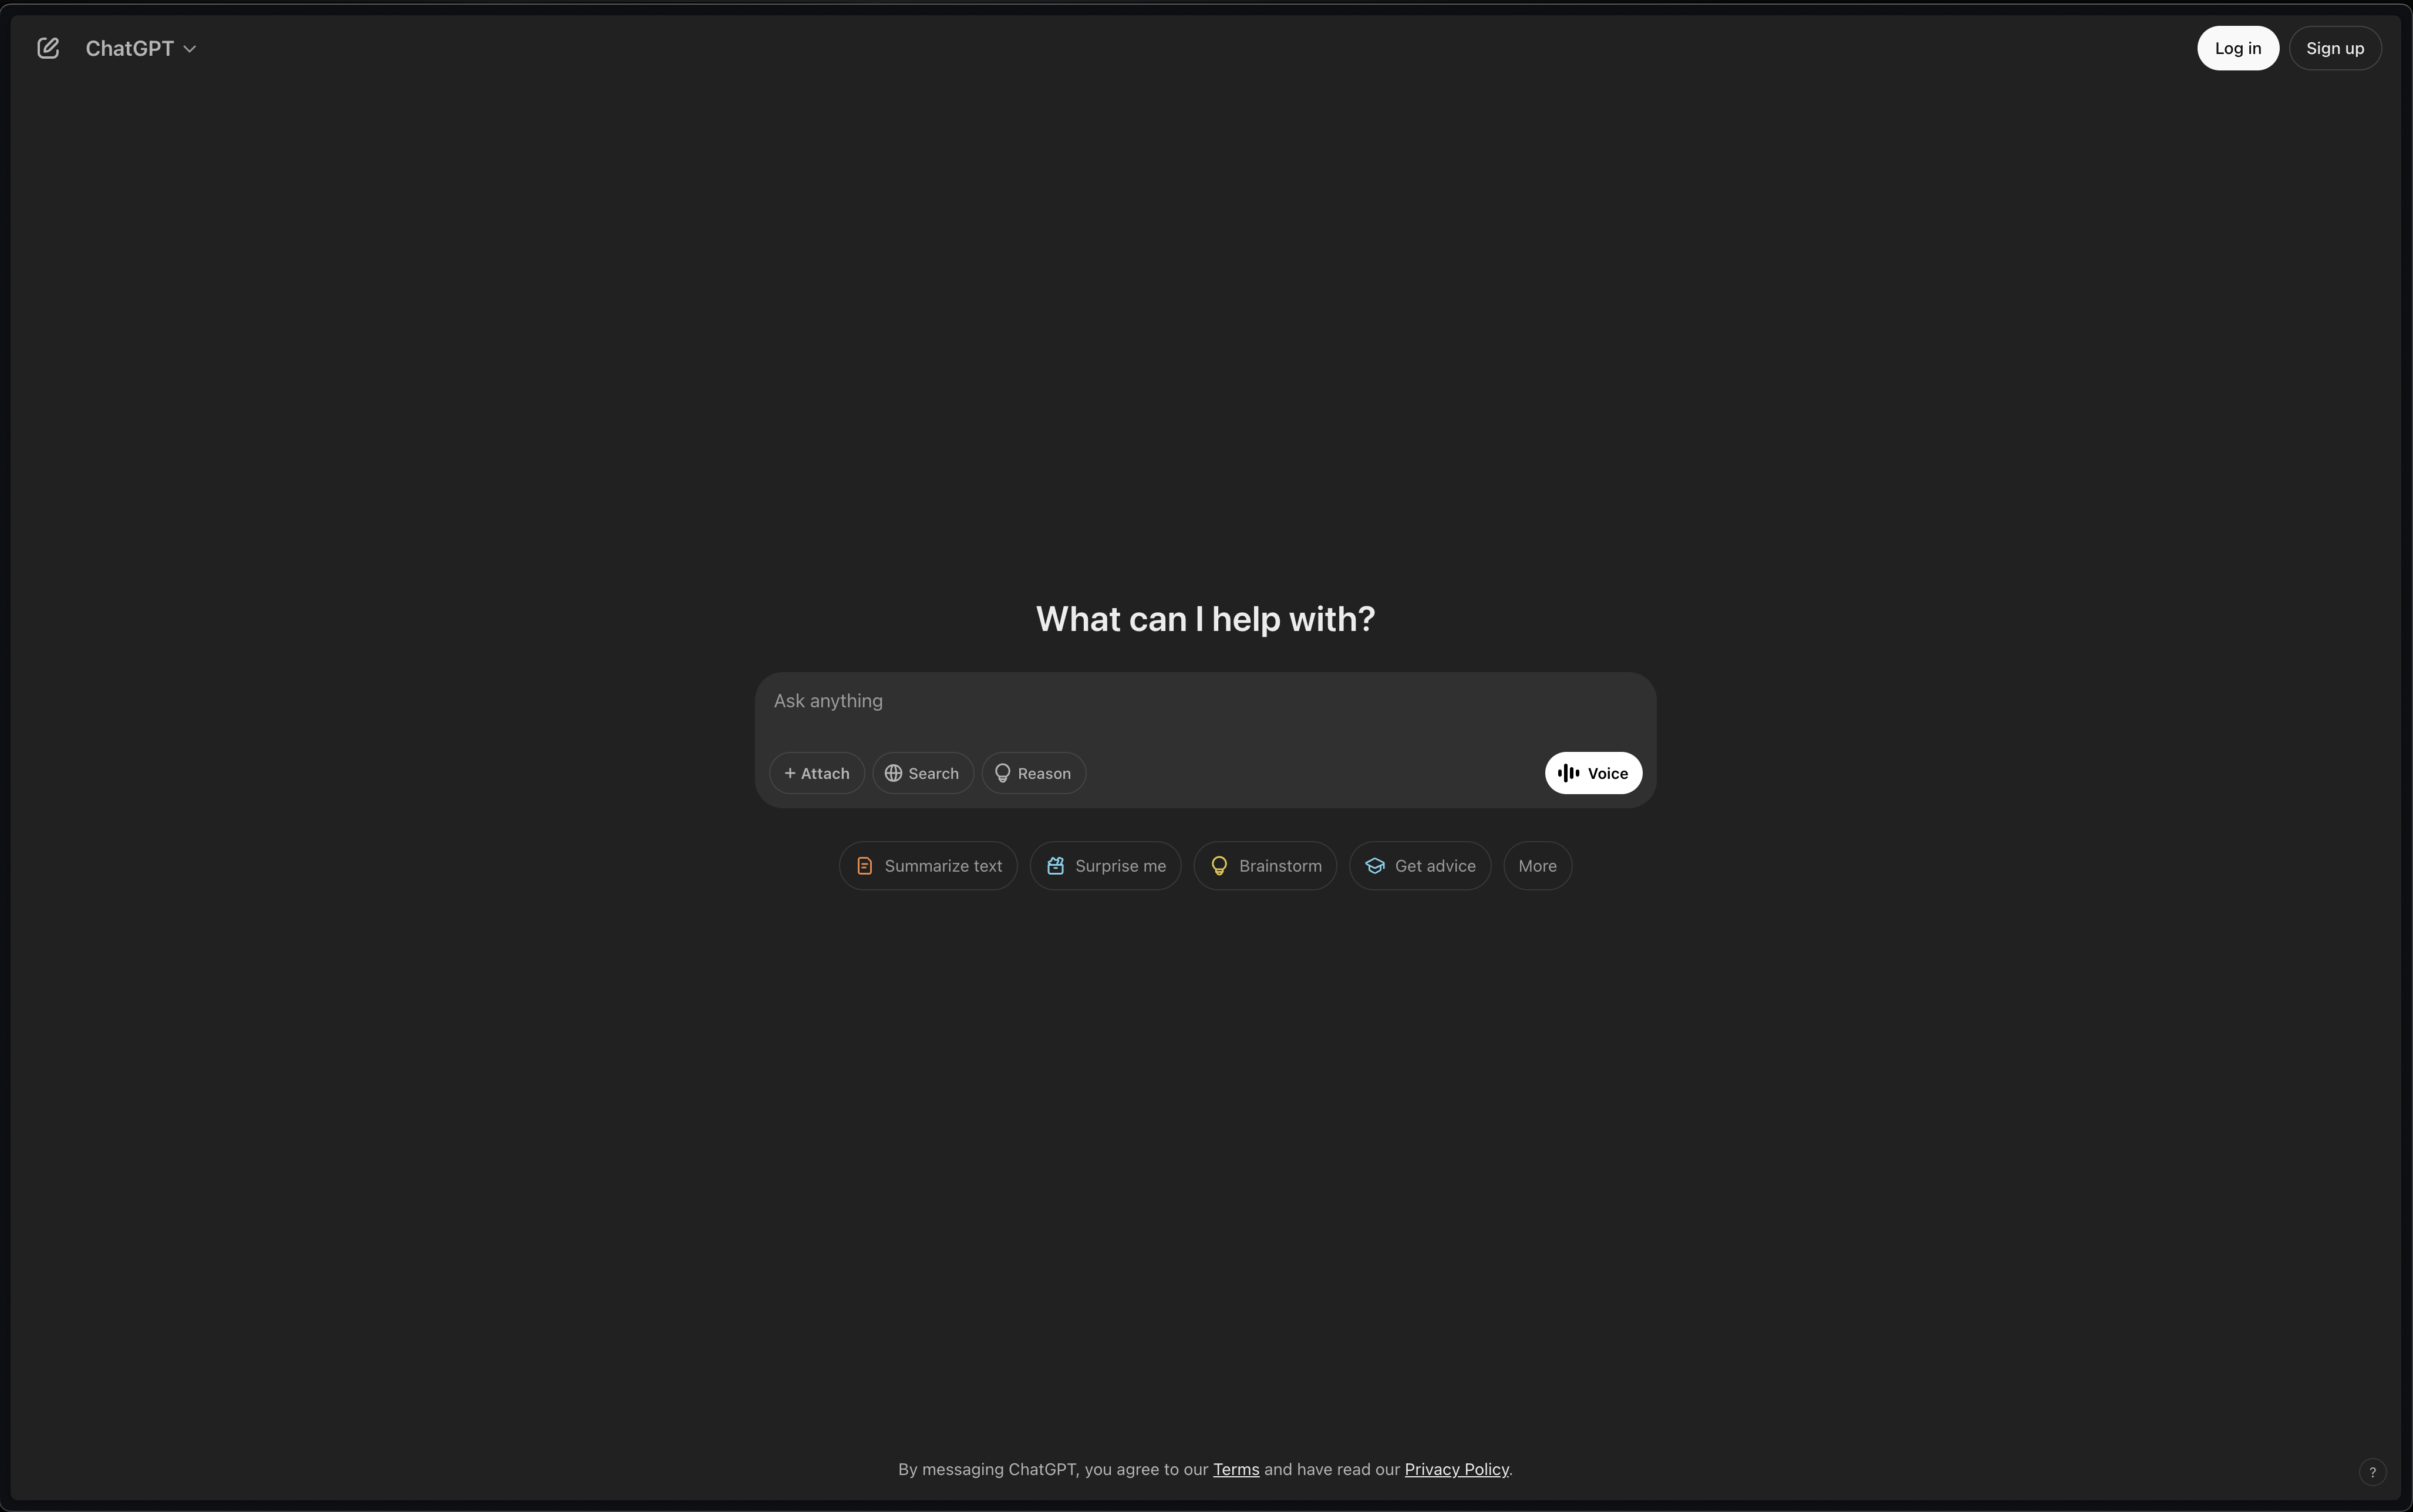 ChatGPT
Log in
Sign up
What can I help with?
Ask anything
+ Attach
Search
Reason
Voice
Summarize text
Surprise me
Brainstorm
Get advice
More
By messaging ChatGPT, you agree to our Terms and have read our Privacy Policy.
?